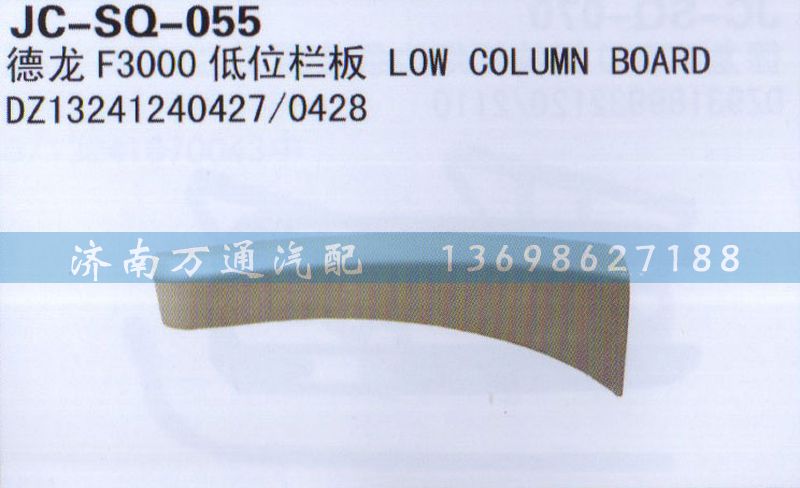 JC-SQ-055
德龙 F3000 低位栏板 LOW COLUMN BOARD
DZ13241240427/0428
济南万通汽配 13698627188